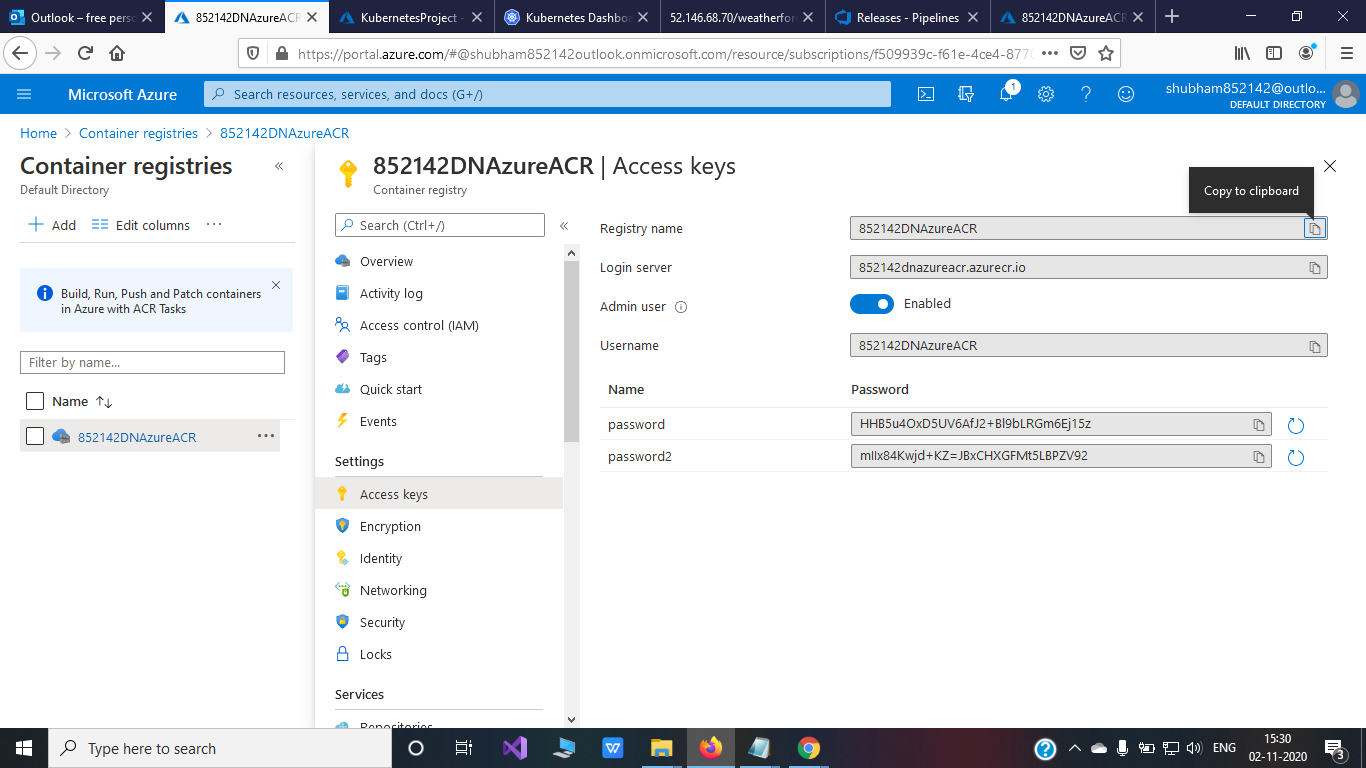 Outlook – free pers
852142DNAzureACR
KubernetesProject -
Kubernetes Dashboa
52.146.68.70/weatherfor
Releases - Pipelines
852142DNAzureACR
https://portal.azure.com/#@shubham852142outlook.onmicrosoft.com/resource/subscriptions/f509939c-f61e-4ce4-877
Microsoft Azure
Search resources, services, and docs (G+/)
1
shubham852142@outlo...
DEFAULT DIRECTORY
Home > Container registries > 852142DNAzureACR
Container registries
Default Directory
Add
Edit columns
Build, Run, Push and Patch containers
in Azure with ACR Tasks
Filter by name...
Name
852142DNAzureACR
852142DNAzureACR | Access keys
Container registry
Search (Ctrl+/)
Overview
Activity log
Access control (IAM)
Tags
Quick start
Events
Settings
Access keys
Encryption
Identity
Networking
Security
Locks
Services
Repositories
Copy to clipboard
Registry name
852142DNAzureACR
Login server
852142dnazureacr.azurecr.io
Admin user
Enabled
Username
852142DNAzureACR
Name
Password
password
HHB5u4OxD5UV6AfJ2+Bl9bLRGm6Ej15z
password2
mIIx84Kwjd+KZ=JBxCHXGFMt5LBPZV92
Type here to search
ENG
15:30
02-11-2020
3